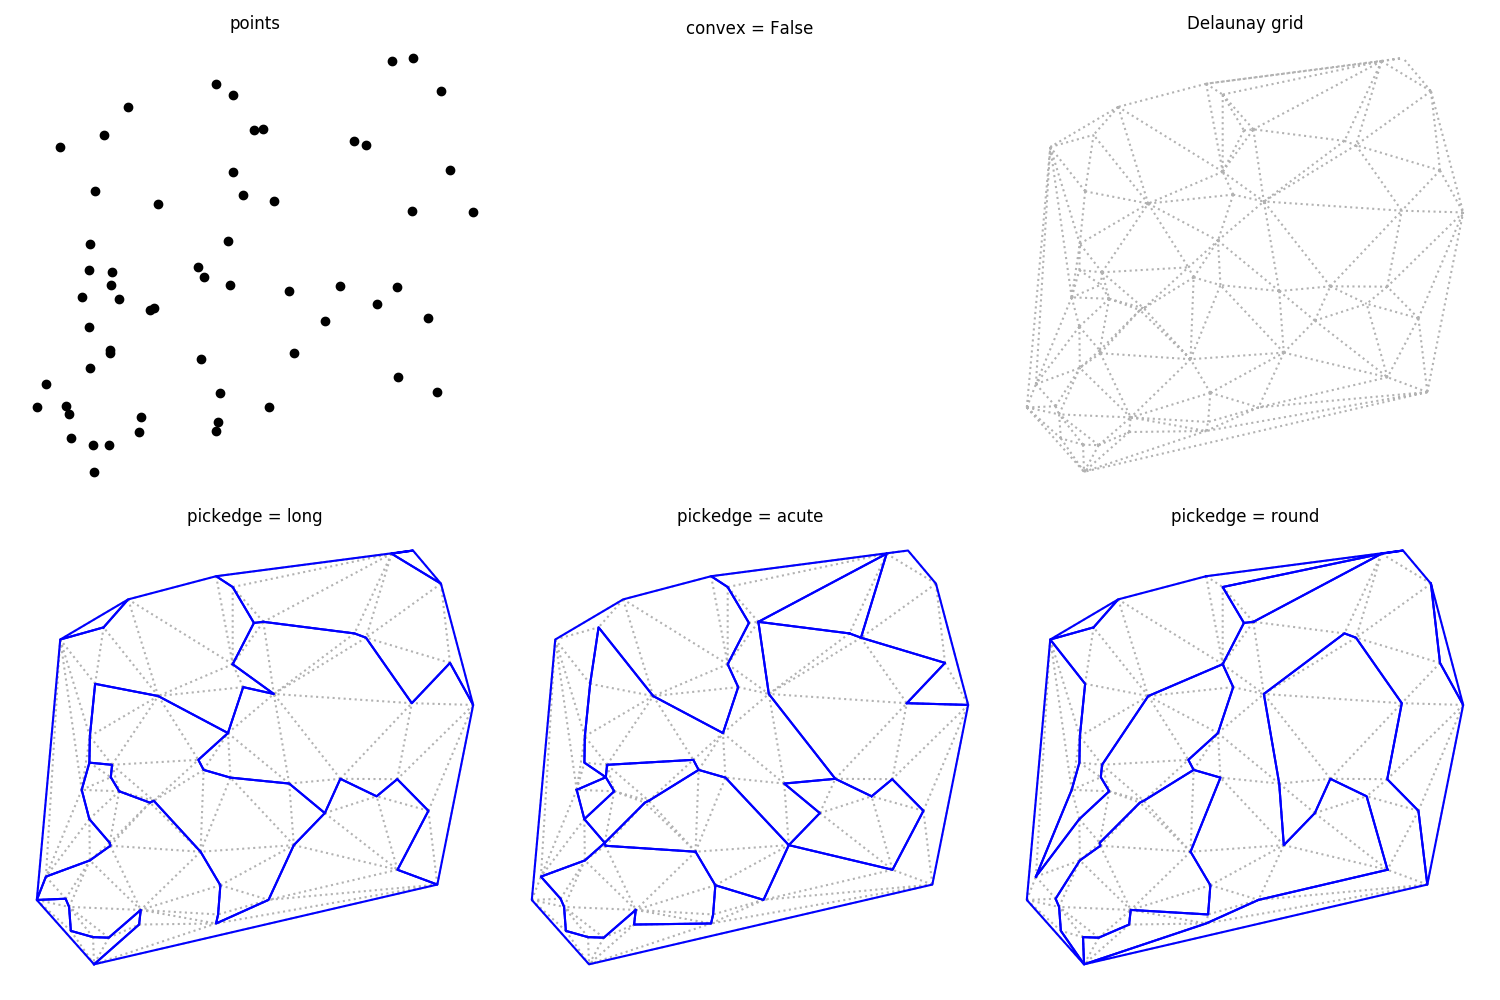 points
convex = False
Delaunay grid
pickedge = long
pickedge = acute
pickedge = round